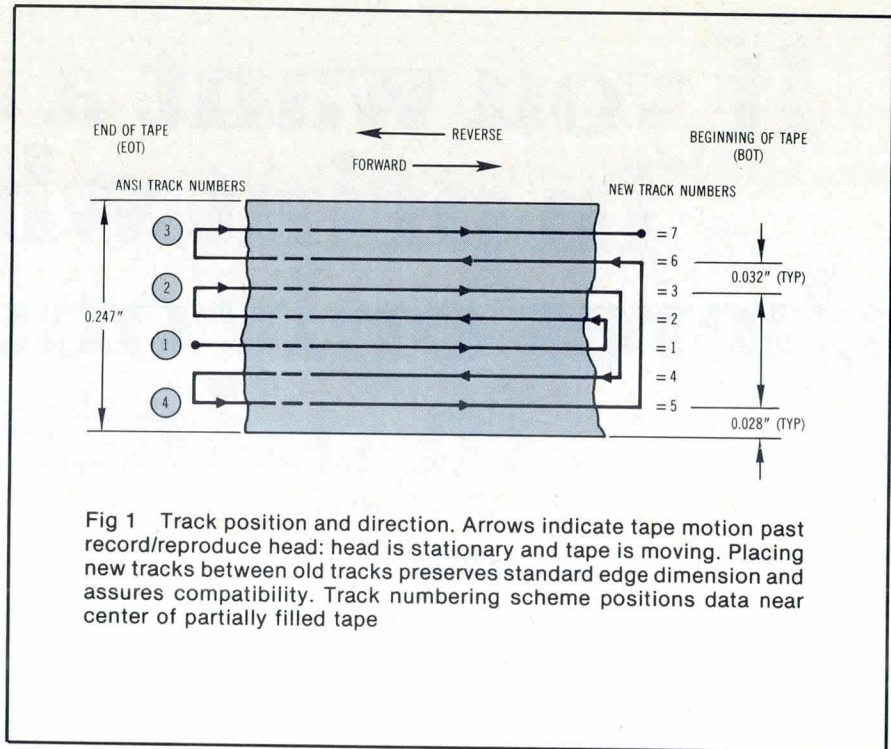 END OF TAPE
(EOT)
REVERSE
FORWARD
BEGINNING OF TAPE
(BOT)
ANSI TRACK NUMBERS
NEW TRACK NUMBERS
3
= 7
= 6
0.032" (TYP)
2
= 3
0.247"
= 2
1
= 1
= 4
4
= 5
0.028" (TYP)
Fig 1 Track position and direction. Arrows indicate tape motion past
record/reproduce head: head is stationary and tape is moving. Placing
new tracks between old tracks preserves standard edge dimension and
assures compatibility. Track numbering scheme positions data near
center of partially filled tape